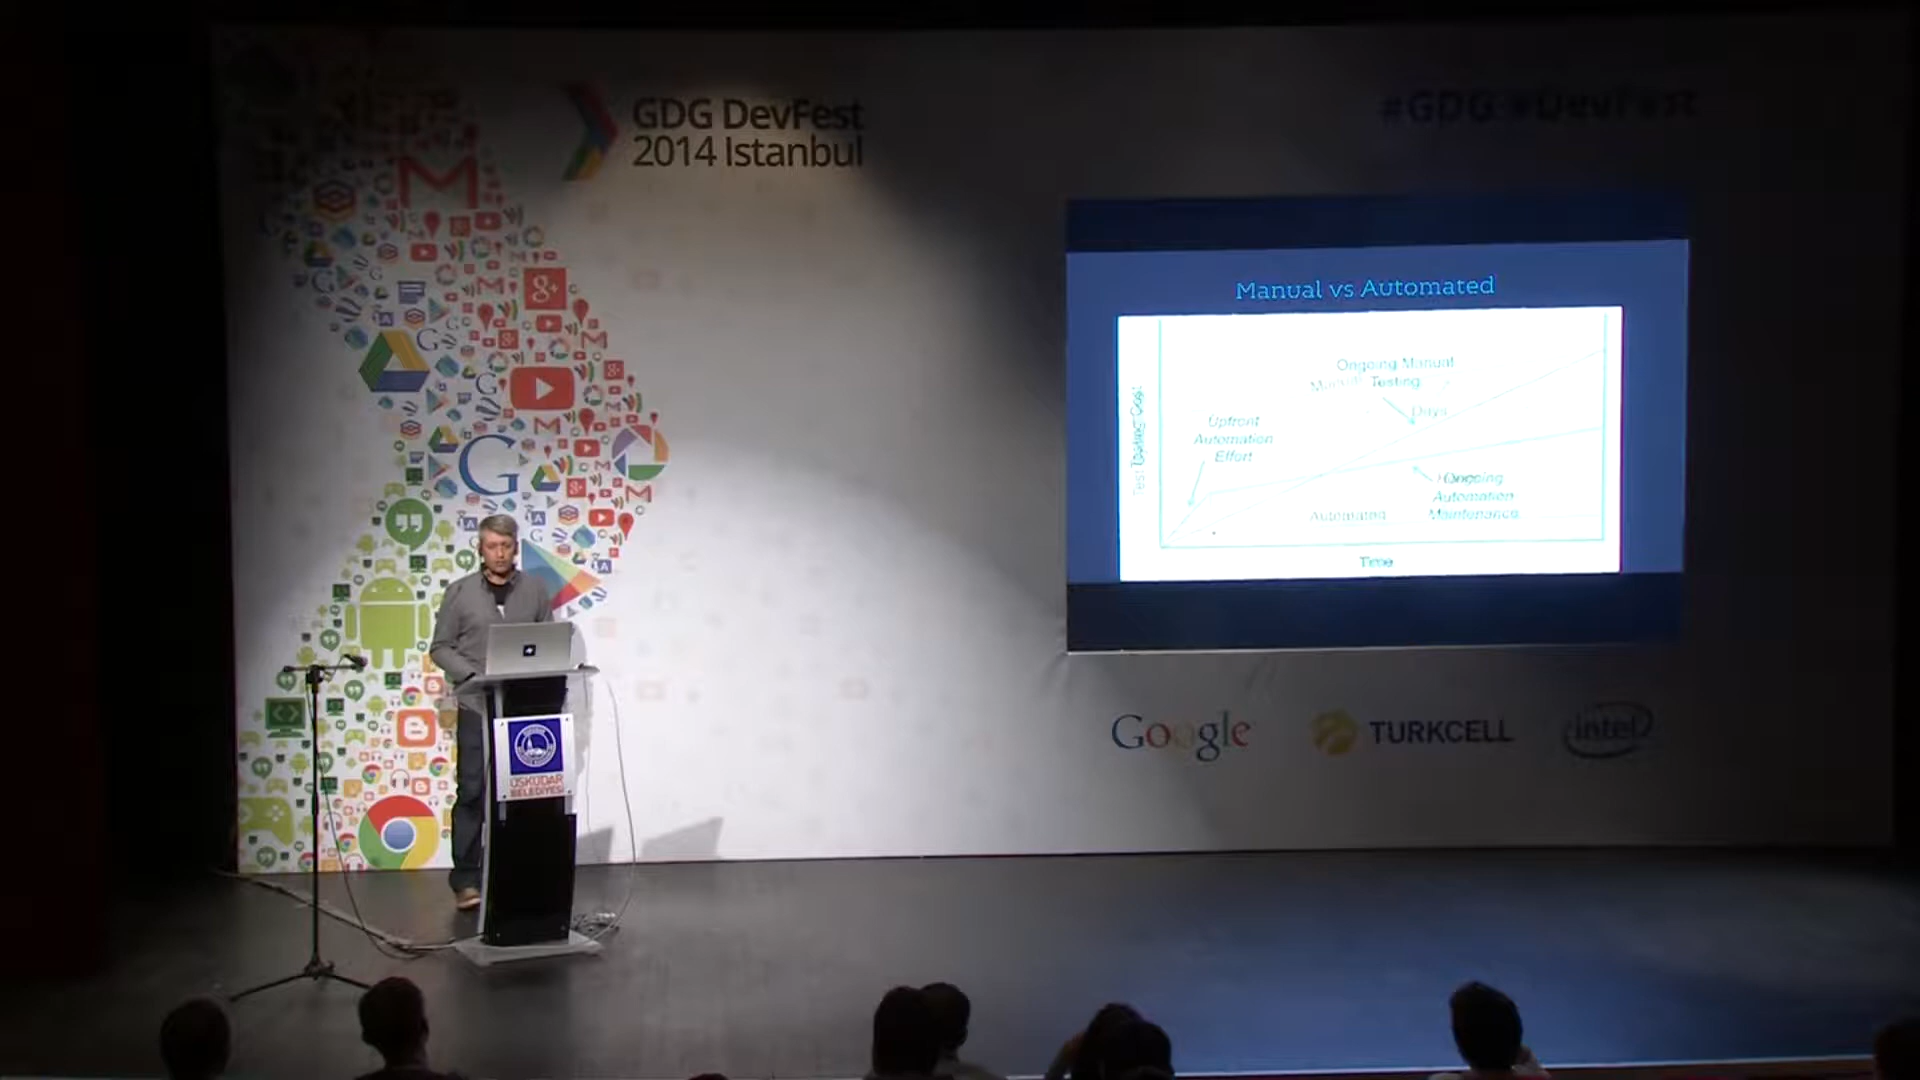 GDG DevFest
2014 Istanbul
#GDG #DevFest
Manual vs Automated
Ongoing Manual
Testing
Days
Upfront
Automation
Effort
Ongoing
Automation
Maintenance
Automated
Time
Google
TURKCELL
intel
ÜSKÜDAR
BELEDİYESİ